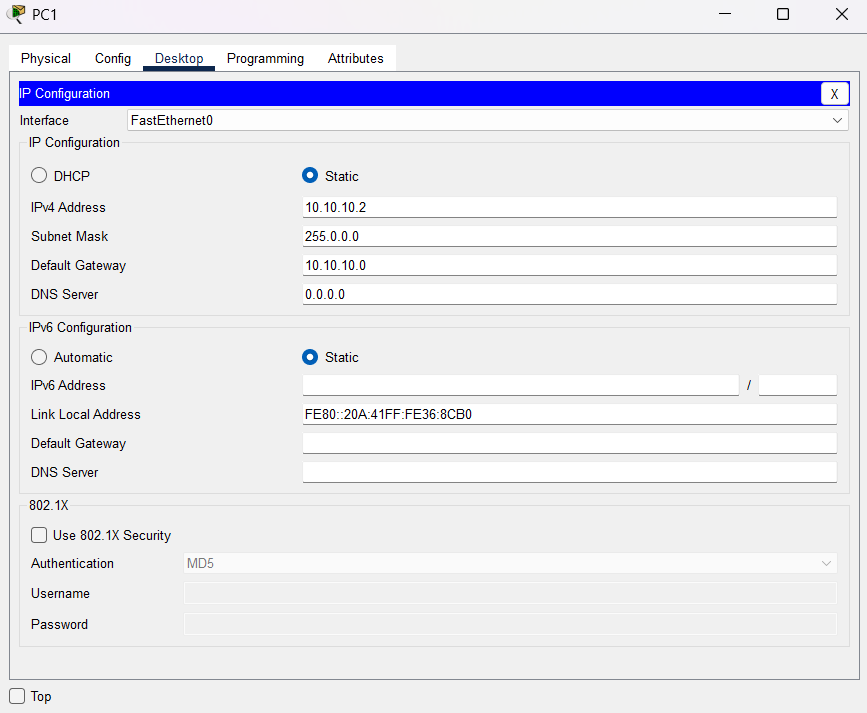 PC1
Physical Config Desktop Programming Attributes
IP Configuration X
Interface FastEthernet0
IP Configuration
DHCP Static
IPv4 Address 10.10.10.2
Subnet Mask 255.0.0.0
Default Gateway 10.10.10.0
DNS Server 0.0.0.0
IPv6 Configuration
Automatic Static
IPv6 Address /
Link Local Address FE80::20A:41FF:FE36:8CB0
Default Gateway
DNS Server
802.1X
Use 802.1X Security
Authentication MD5
Username
Password
Top